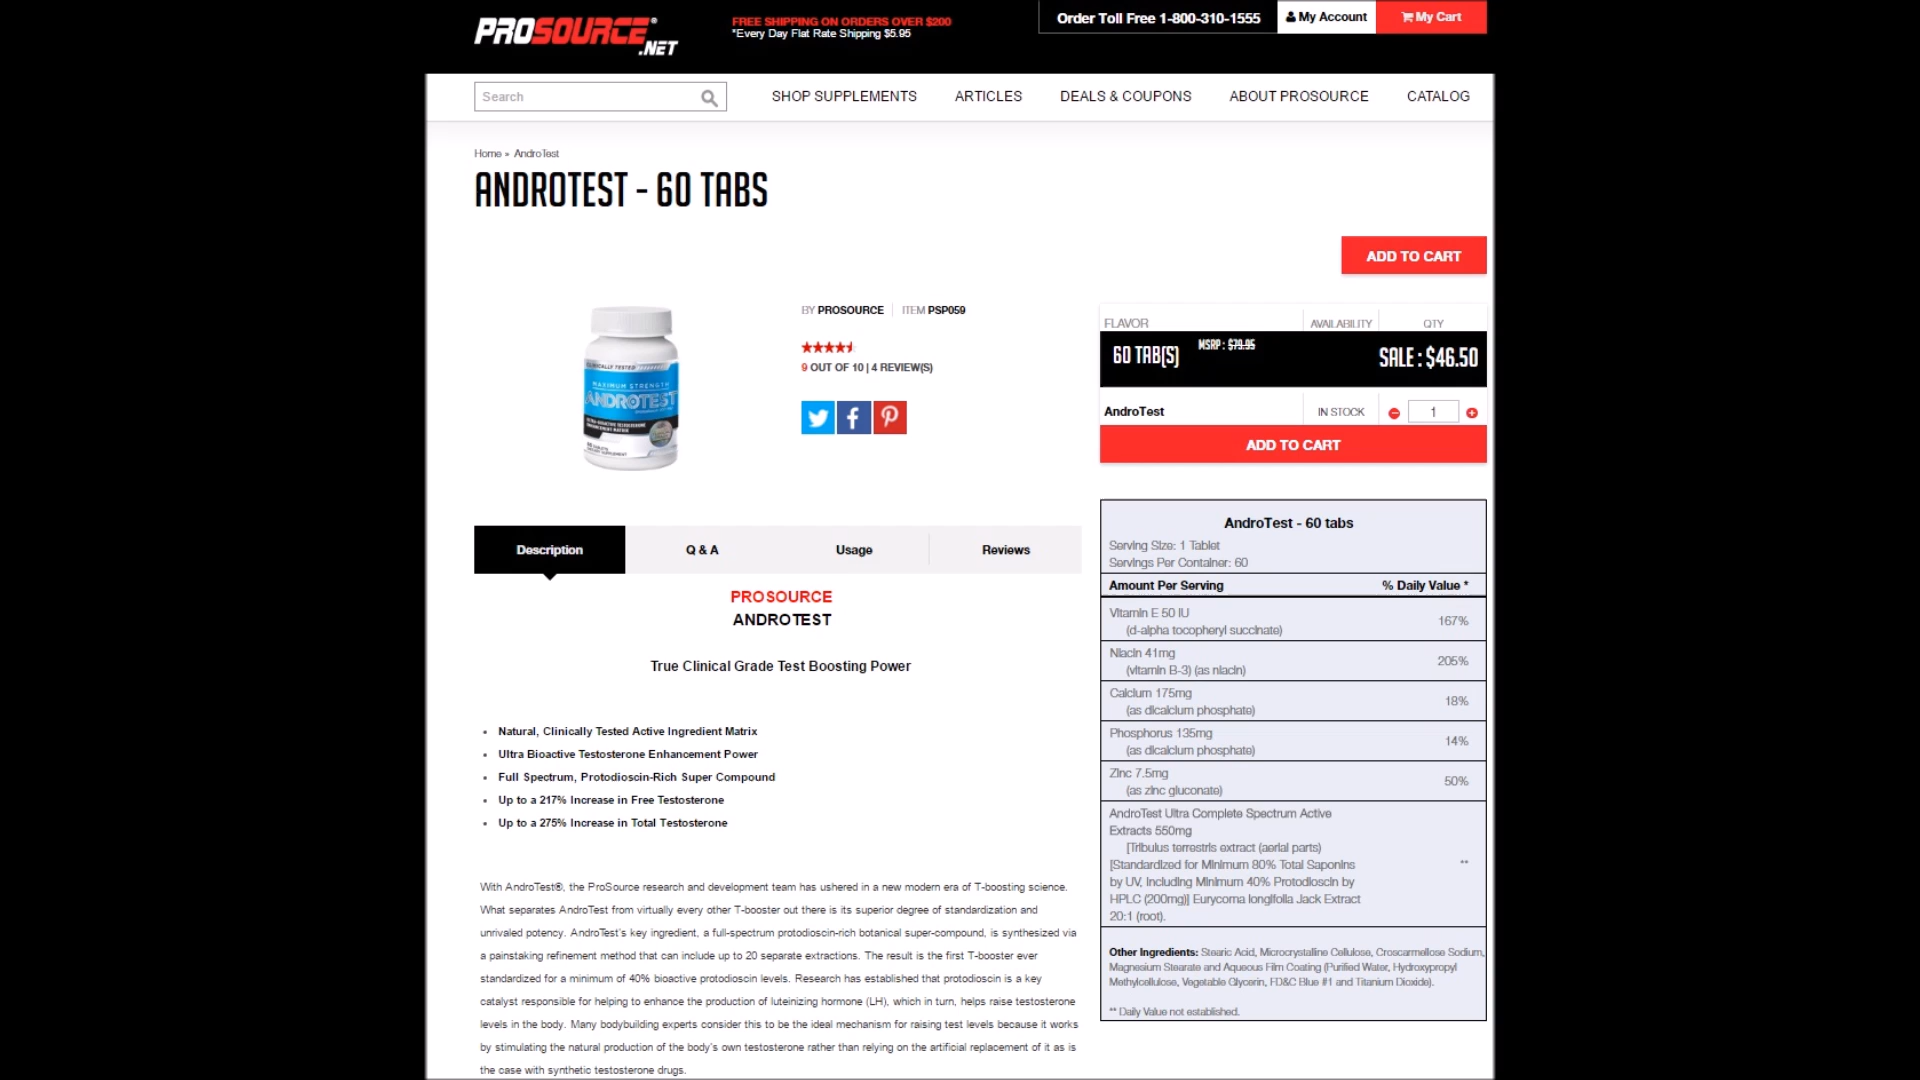 PROSOURCE®
.NET
FREE SHIPPING ON ORDERS OVER $200
*Every Day Flat Rate Shipping $5.95
Order Toll Free 1-800-310-1555
My Account
My Cart
Search
SHOP SUPPLEMENTS
ARTICLES
DEALS & COUPONS
ABOUT PROSOURCE
CATALOG
Home » AndroTest
ANDROTEST - 60 TABS
ADD TO CART
BY PROSOURCE
ITEM PSP059
9 OUT OF 10 | 4 REVIEW(S)
CLINICALLY TESTED
MAXIMUM STRENGTH
ANDROTEST
FLAVOR
AVAILABILITY
QTY
60 TAB(S)
MSRP : $79.95
SALE : $46.50
AndroTest
IN STOCK
1
ADD TO CART
Description
Q & A
Usage
Reviews
PROSOURCE
ANDROTEST
True Clinical Grade Test Boosting Power
Natural, Clinically Tested Active Ingredient Matrix
Ultra Bioactive Testosterone Enhancement Power
Full Spectrum, Protodioscin-Rich Super Compound
Up to a 217% Increase in Free Testosterone
Up to a 275% Increase in Total Testosterone
With AndroTest®, the ProSource research and development team has ushered in a new modern era of T-boosting science.
What separates AndroTest from virtually every other T-booster out there is its superior degree of standardization and
unrivaled potency. AndroTest's key ingredient, a full-spectrum protodioscin-rich botanical super-compound, is synthesized via
a painstaking refinement method that can include up to 20 separate extractions. The result is the first T-booster ever
standardized for a minimum of 40% bioactive protodioscin levels. Research has established that protodioscin is a key
catalyst responsible for helping to enhance the production of luteinizing hormone (LH), which in turn, helps raise testosterone
levels in the body. Many bodybuilding experts consider this to be the ideal mechanism for raising test levels because it works
by stimulating the natural production of the body's own testosterone rather than relying on the artificial replacement of it as is
the case with synthetic testosterone drugs.
AndroTest - 60 tabs
Serving Size: 1 Tablet
Servings Per Container: 60
Amount Per Serving
% Daily Value *
Vitamin E 50 IU
(d-alpha tocopheryl succinate)
167%
Niacin 41mg
(vitamin B-3) (as niacin)
205%
Calcium 175mg
(as dicalcium phosphate)
18%
Phosphorus 135mg
(as dicalcium phosphate)
14%
Zinc 7.5mg
(as zinc gluconate)
50%
AndroTest Ultra Complete Spectrum Active
Extracts 550mg
[Tribulus terrestris extract (aerial parts)
[Standardized for Minimum 80% Total Saponins
by UV, including Minimum 40% Protodioscin by
HPLC (200mg)] Eurycoma longifolia Jack Extract
20:1 (root).
**
Other Ingredients: Stearic Acid, Microcrystalline Cellulose, Croscarmellose Sodium,
Magnesium Stearate and Aqueous Film Coating (Purified Water, Hydroxypropyl
Methylcellulose, Vegetable Glycerin, FD&C Blue #1 and Titanium Dioxide).
** Daily Value not established.